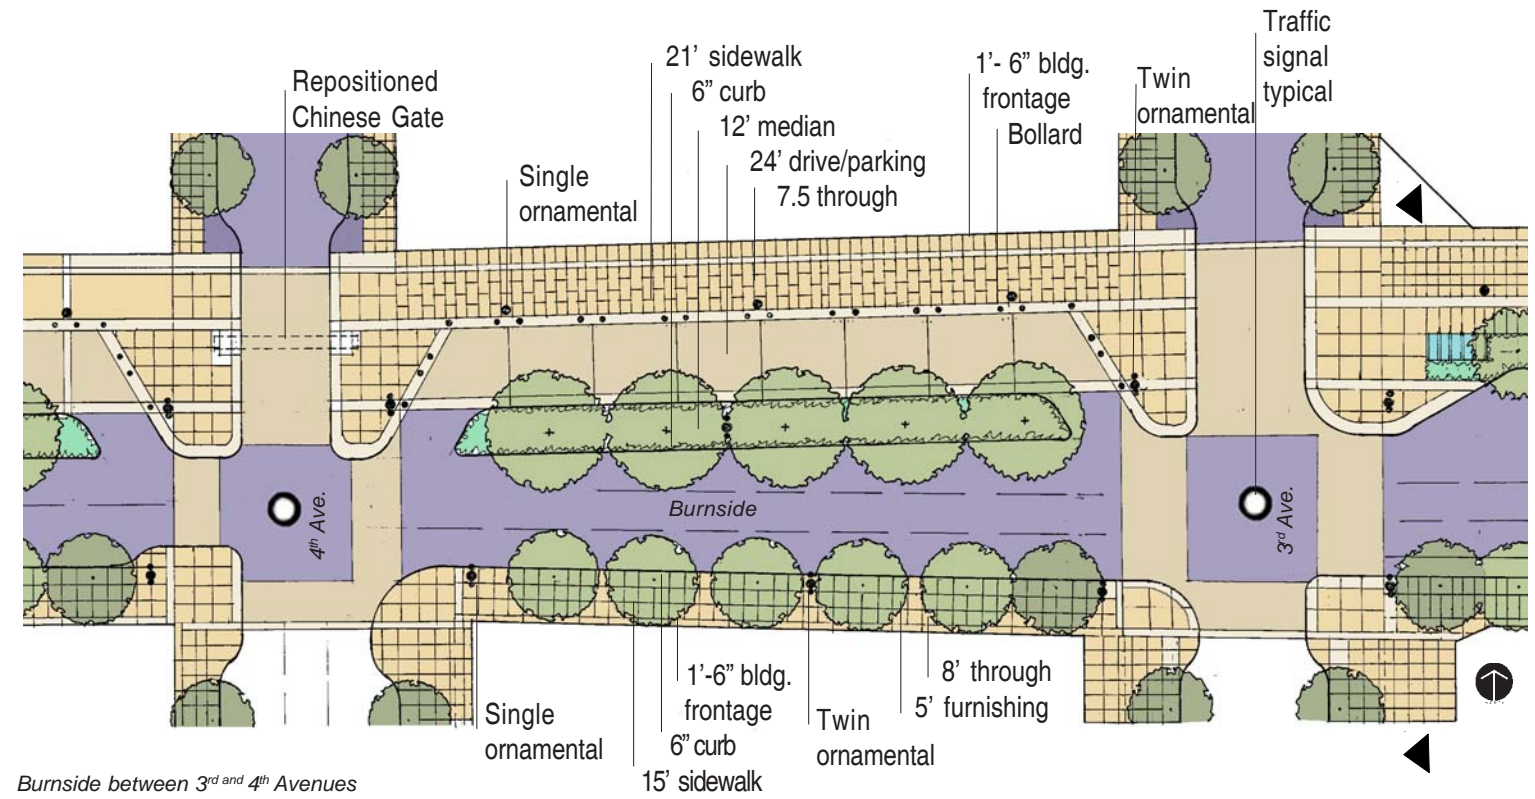 Traffic
signal
typical
21’ sidewalk
6” curb
12’ median
24’ drive/parking
7.5 through
1’- 6” bldg.
frontage
Bollard
Twin
ornamental
Repositioned
Chinese Gate
Single
ornamental
Burnside
4th Ave.
3rd Ave.
1’-6” bldg.
frontage
6” curb
15’ sidewalk
8’ through
5’ furnishing
Single
ornamental
Twin
ornamental
Burnside between 3rd and 4th Avenues